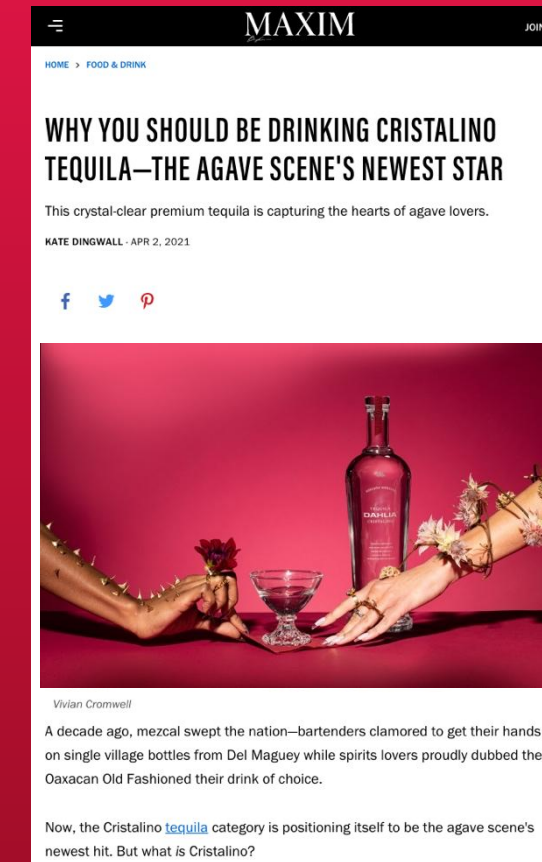 MAXIM
JOIN
HOME > FOOD & DRINK
WHY YOU SHOULD BE DRINKING CRISTALINO
TEQUILA—THE AGAVE SCENE'S NEWEST STAR
This crystal-clear premium tequila is capturing the hearts of agave lovers.
KATE DINGWALL - APR 2, 2021
DAHLIA
Vivian Cromwell
A decade ago, mezcal swept the nation—bartenders clamored to get their hands
on single village bottles from Del Maguey while spirits lovers proudly dubbed the
Oaxacan Old Fashioned their drink of choice.
Now, the Cristalino tequila category is positioning itself to be the agave scene's
newest hit. But what is Cristalino?